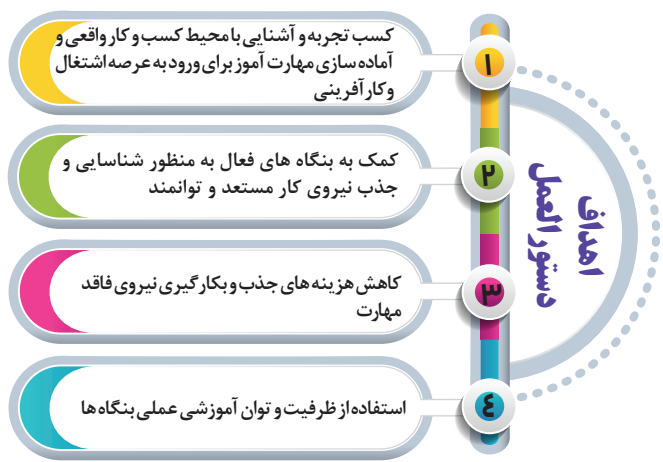 اهداف
دستورالعمل
۱
کسب تجربه و آشنایی با محیط کسب و کار واقعی و
آماده سازی مهارت آموز برای ورود به عرصه اشتغال
وکارآفرینی
۲
کمک به بنگاه های فعال به منظور شناسایی و
جذب نیروی کار مستعد و توانمند
۳
کاهش هزینه های جذب و بکارگیری نیروی فاقد
مهارت
٤
استفاده از ظرفیت و توان آموزشی عملی بنگاه ها